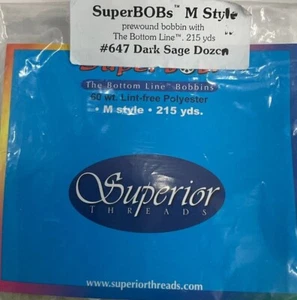 SuperBOBs™ M Style
prewound bobbin with
The Bottom Line™. 215 yds
#647 Dark Sage Dozen
The Bottom Line™ Bobbins
60 wt. Lint-free Polyester
• M style • 215 yds.
Superior
THREADS
www.superiorthreads.com